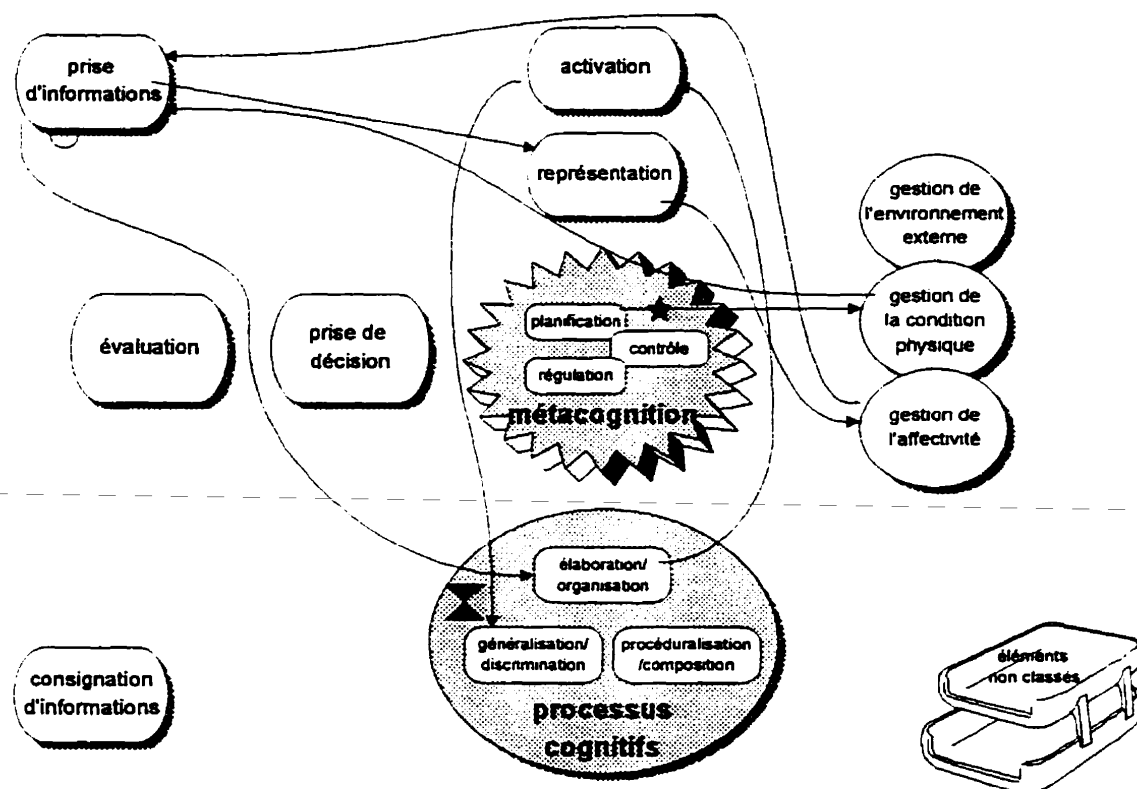 prise
d'informations
activation
représentation
gestion de
l'environnement
externe
gestion de
la condition
physique
gestion de
l'affectivité
évaluation
prise de
décision
planification
contrôle
régulation
métacognition
élaboration/
organisation
généralisation/
discrimination
procéduralisation
/composition
processus
cognitifs
consignation
d'informations
éléments
non classés